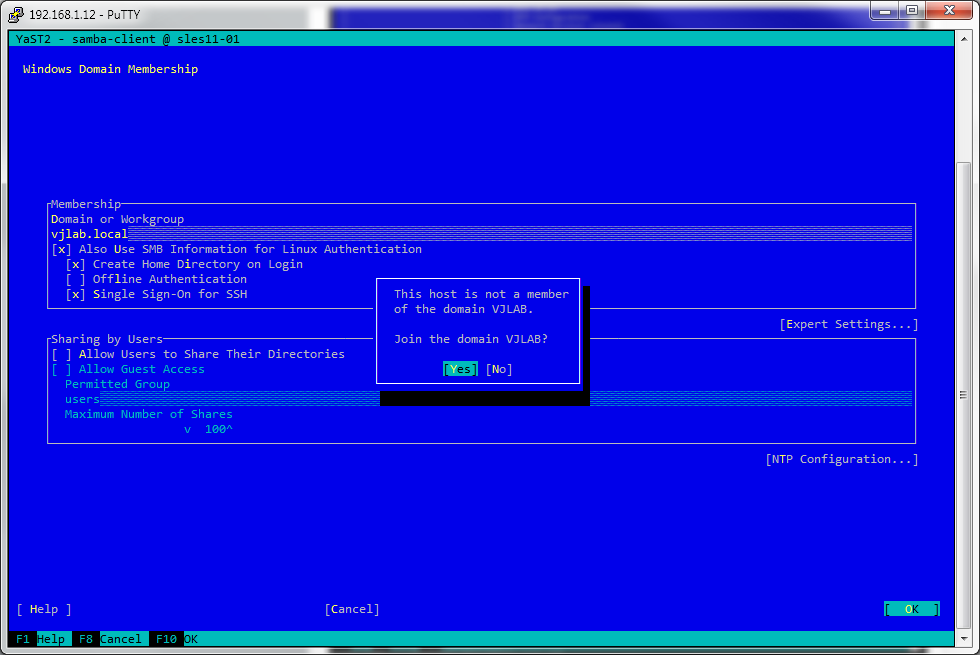 192.168.1.12 - PuTTY
YaST2 - samba-client @ sles11-01
Windows Domain Membership
Membership
Domain or Workgroup
vjlab.local
[x] Also Use SMB Information for Linux Authentication
[x] Create Home Directory on Login
[ ] Offline Authentication
[x] Single Sign-On for SSH
This host is not a member
of the domain VJLAB.
Join the domain VJLAB?
[Yes] [No]
[Expert Settings...]
Sharing by Users
[ ] Allow Users to Share Their Directories
[ ] Allow Guest Access
Permitted Group
users
Maximum Number of Shares
v 100^
[NTP Configuration...]
[ Help ] [Cancel] [ OK ]
F1 Help F8 Cancel F10 OK